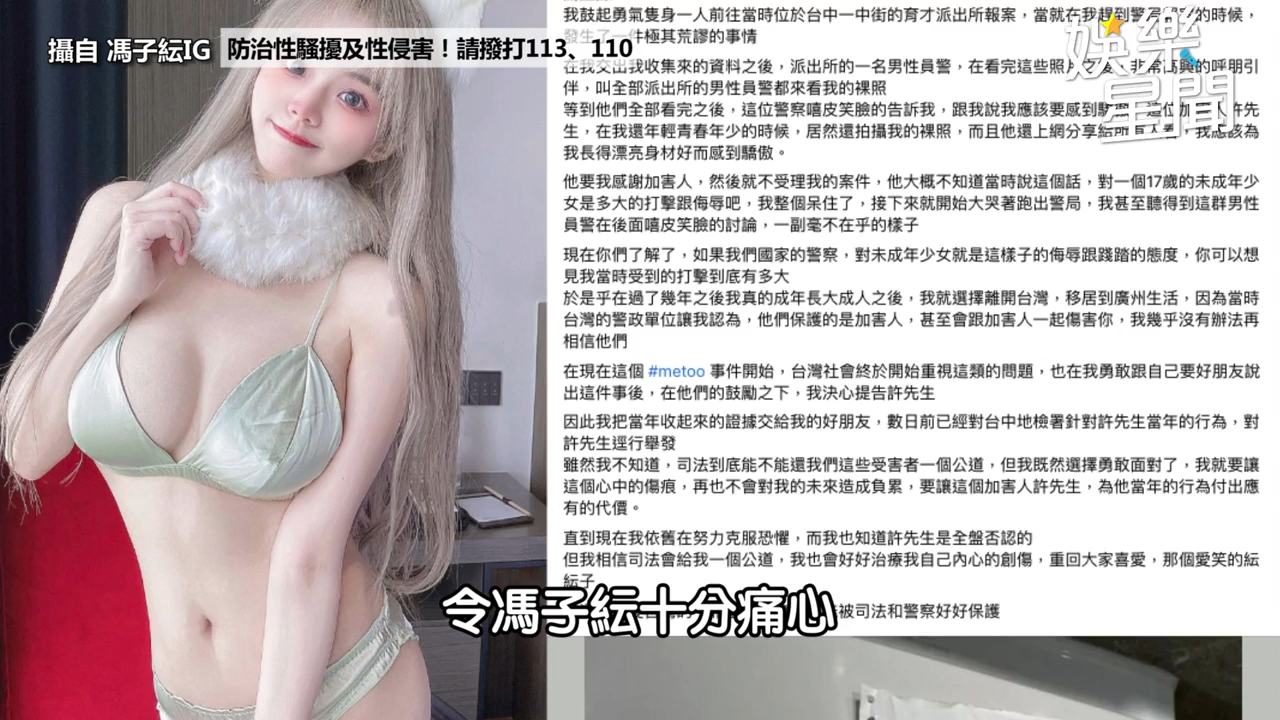 攝自 馮子紜IG 防治性騷擾及性侵害！請撥打113、110
娛樂星聞
我鼓起勇氣隻身一人前往當時位於台中一中街的育才派出所報案，當就在我趕到警 的時候，
發生了一件極其荒謬的事情
在我交出我收集來的資料之後，派出所的一名男性員警，在看完這些照 非常高興的呼朋引
伴，叫全部派出所的男性員警都來看我的裸照
等到他們全部看完之後，這位警察嘻皮笑臉的告訴我，跟我說我應該要感到驕 這位加 許先
生，在我還年輕青春年少的時候，居然還拍攝我的裸照，而且他還上網分享給所有人看，我應該為
我長得漂亮身材好而感到驕傲。
他要我感謝加害人，然後就不受理我的案件，他大概不知道當時說這個話，對一個17歲的未成年少
女是多大的打擊跟侮辱吧，我整個呆住了，接下來就開始大哭著跑出警局，我甚至聽得到這群男性
員警在後面嘻皮笑臉的討論，一副毫不在乎的樣子
現在你們了解了，如果我們國家的警察，對未成年少女就是這樣子的侮辱跟踐踏的態度，你可以想
見我當時受到的打擊到底有多大
於是乎在過了幾年之後我真的成年長大成人之後，我就選擇離開台灣，移居到廣州生活，因為當時
台灣的警政單位讓我認為，他們保護的是加害人，甚至會跟加害人一起傷害你，我幾乎沒有辦法再
相信他們
在現在這個 #metoo 事件開始，台灣社會終於開始重視這類的問題，也在我勇敢跟自己要好朋友說
出這件事後，在他們的鼓勵之下，我決心提告許先生
因此我把當年收起來的證據交給我的好朋友，數日前已經對台中地檢署針對許先生當年的行為，對
許先生逕行舉發
雖然我不知道，司法到底能不能還我們這些受害者一個公道，但我既然選擇勇敢面對了，我就要讓
這個心中的傷痕，再也不會對我的未來造成負累，要讓這個加害人許先生，為他當年的行為付出應
有的代價。
直到現在我依舊在努力克服恐懼，而我也知道許先生是全盤否認的
但我相信司法會給我一個公道，我也會好好治療我自己內心的創傷，重回大家喜愛，那個愛笑的紜
紜子
被司法和警察好好保護
令馮子紜十分痛心